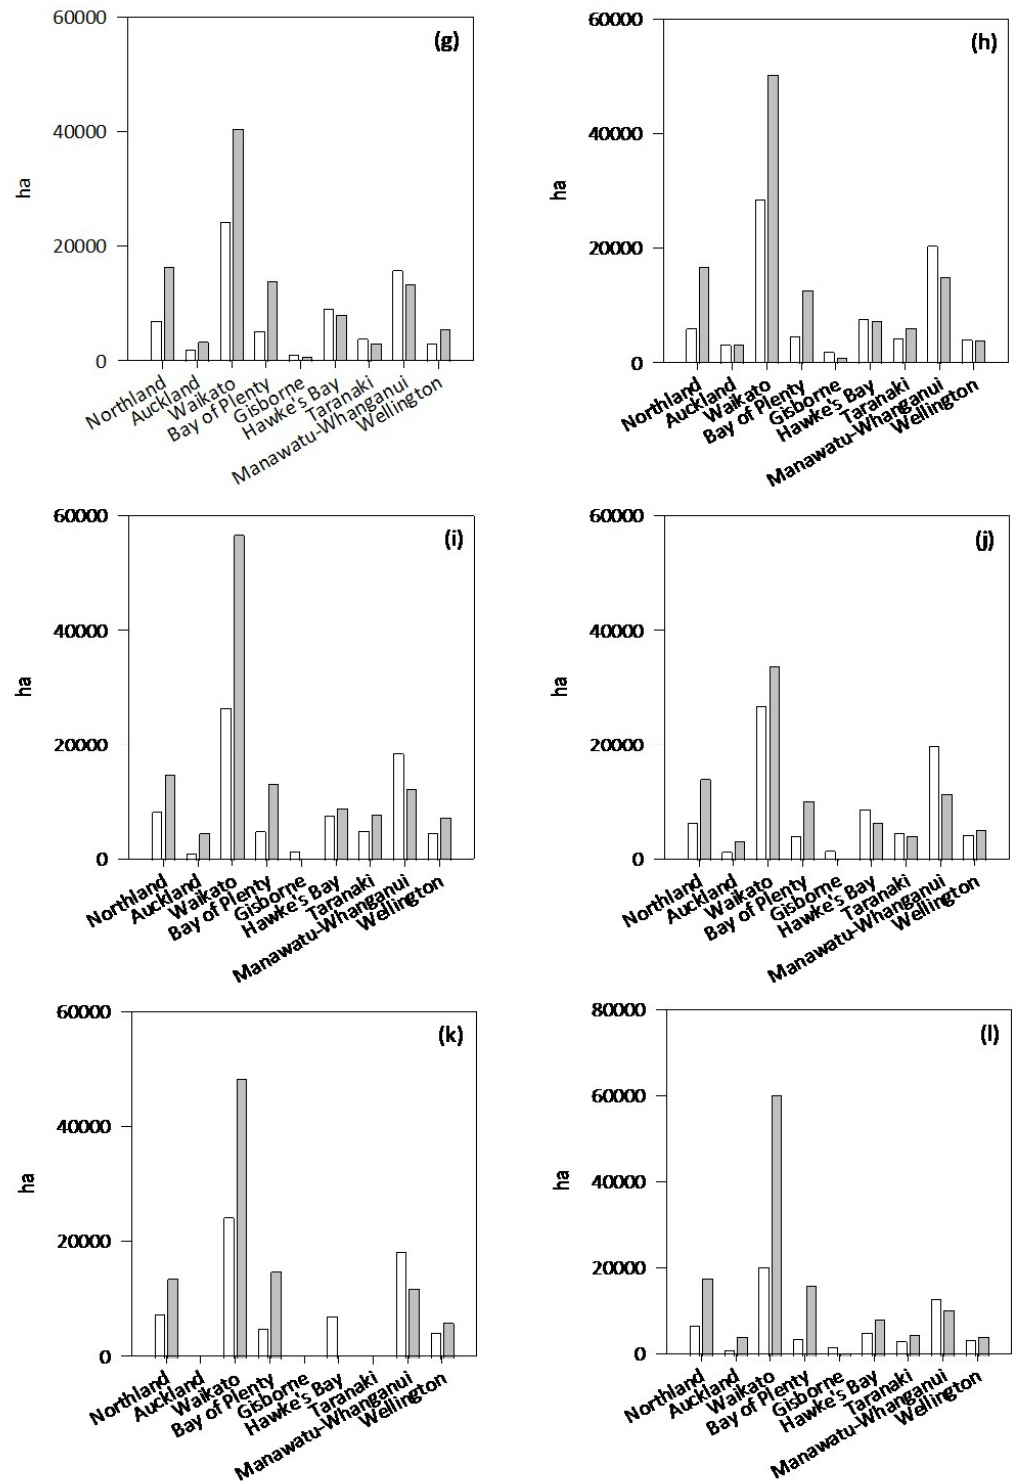 60000
(g)
40000
ha
20000
0
Northland
Auckland
Waikato
Bay of Plenty
Gisborne
Hawke's Bay
Taranaki
Manawatu-Whanganui
Wellington
60000
(h)
40000
ha
20000
0
Northland
Auckland
Waikato
Bay of Plenty
Gisborne
Hawke's Bay
Taranaki
Manawatu-Whanganui
Wellington
60000
(i)
40000
ha
20000
0
Northland
Auckland
Waikato
Bay of Plenty
Gisborne
Hawke's Bay
Taranaki
Manawatu-Whanganui
Wellington
60000
(j)
40000
ha
20000
0
Northland
Auckland
Waikato
Bay of Plenty
Gisborne
Hawke's Bay
Taranaki
Manawatu-Whanganui
Wellington
60000
(k)
40000
ha
20000
0
Northland
Auckland
Waikato
Bay of Plenty
Gisborne
Hawke's Bay
Taranaki
Manawatu-Whanganui
Wellington
80000
(l)
60000
40000
ha
20000
0
Northland
Auckland
Waikato
Bay of Plenty
Gisborne
Hawke's Bay
Taranaki
Manawatu-Whanganui
Wellington